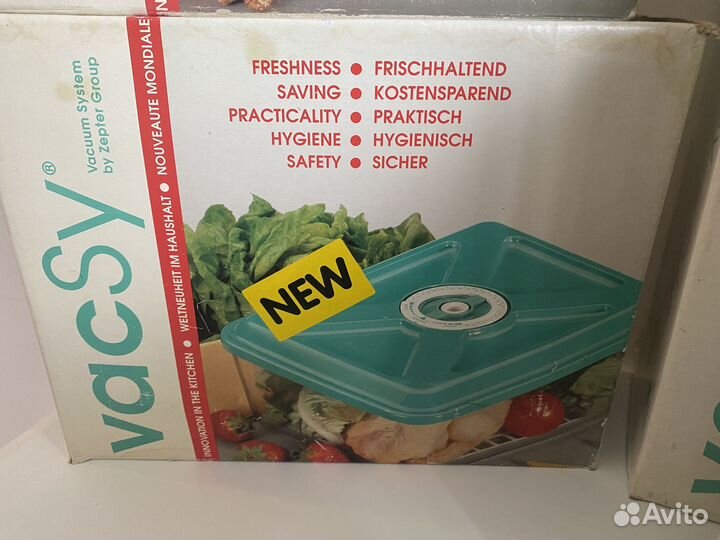 vacSy®
Vacuum System
by Zepter Group
INNOVATION IN THE KITCHEN • WELTNEUHEIT IM HAUSHALT • NOUVEAUTE MONDIALE
FRESHNESS • FRISCHHALTEND
SAVING • KOSTENSPAREND
PRACTICALITY • PRAKTISCH
HYGIENE • HYGIENISCH
SAFETY • SICHER
NEW
Avito